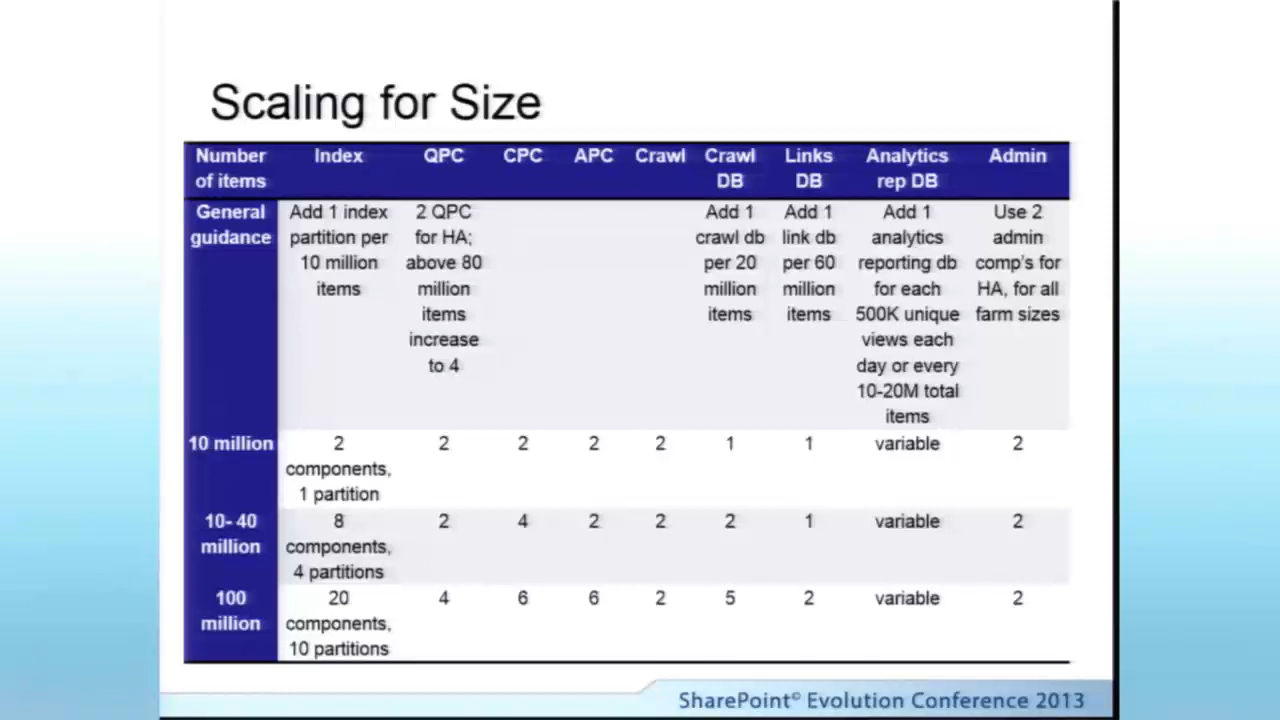 Scaling for Size
Number of items | Index | QPC | CPC | APC | Crawl | Crawl DB | Links DB | Analytics rep DB | Admin
General guidance | Add 1 index partition per 10 million items | 2 QPC for HA; above 80 million items increase to 4 | | | | Add 1 crawl db per 20 million items | Add 1 link db per 60 million items | Add 1 analytics reporting db for each 500K unique views each day or every 10-20M total items | Use 2 admin comp's for HA, for all farm sizes
10 million | 2 components, 1 partition | 2 | 2 | 2 | 2 | 1 | 1 | variable | 2
10- 40 million | 8 components, 4 partitions | 2 | 4 | 2 | 2 | 2 | 1 | variable | 2
100 million | 20 components, 10 partitions | 4 | 6 | 6 | 2 | 5 | 2 | variable | 2
SharePoint© Evolution Conference 2013